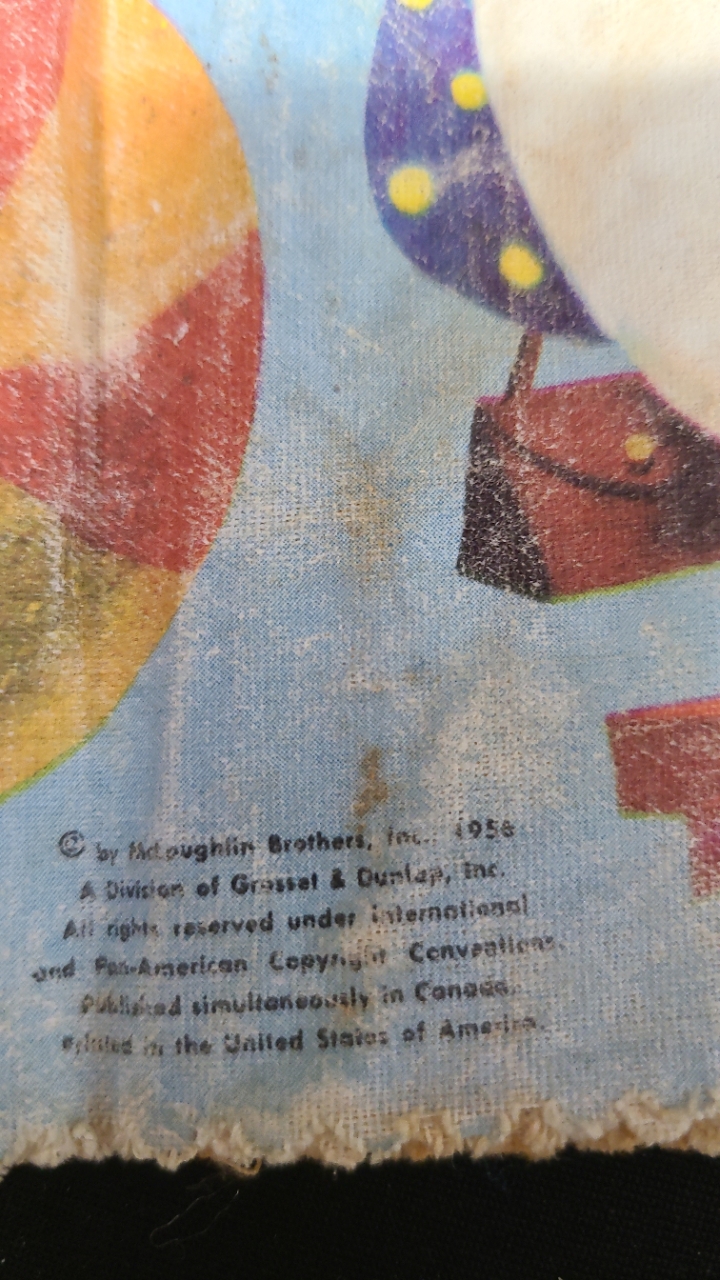 © by McLoughlin Brothers, Inc., 1958
A Division of Grosset & Dunlap, Inc.
All rights reserved under international
and Pan-American Copyright Conventions.
Published simultaneously in Canada.
Printed in the United States of America.